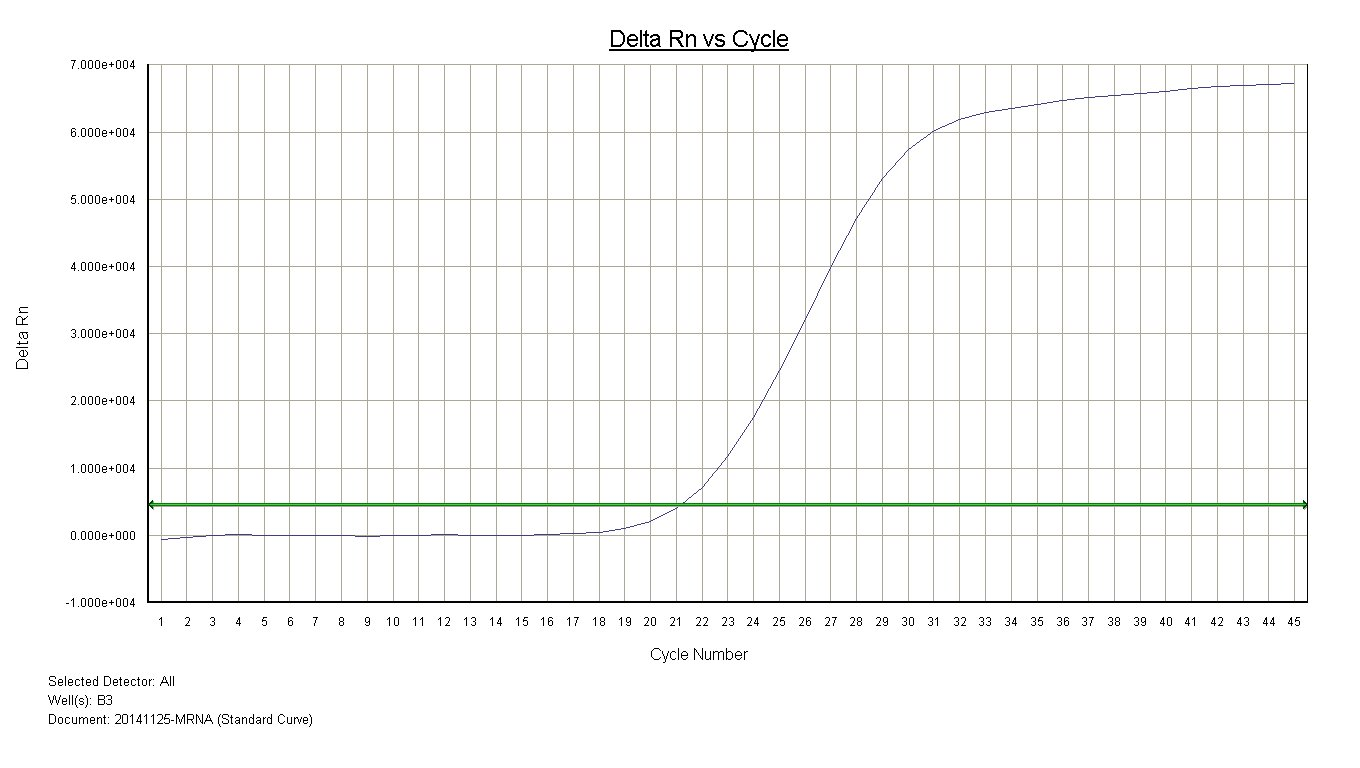 Delta Rn vs Cycle
7.000e+004
6.000e+004
5.000e+004
4.000e+004
3.000e+004
2.000e+004
1.000e+004
0.000e+000
-1.000e+004
Delta Rn
1 2 3 4 5 6 7 8 9 10 11 12 13 14 15 16 17 18 19 20 21 22 23 24 25 26 27 28 29 30 31 32 33 34 35 36 37 38 39 40 41 42 43 44 45
Cycle Number
Selected Detector: All
Well(s): B3
Document: 20141125-MRNA (Standard Curve)